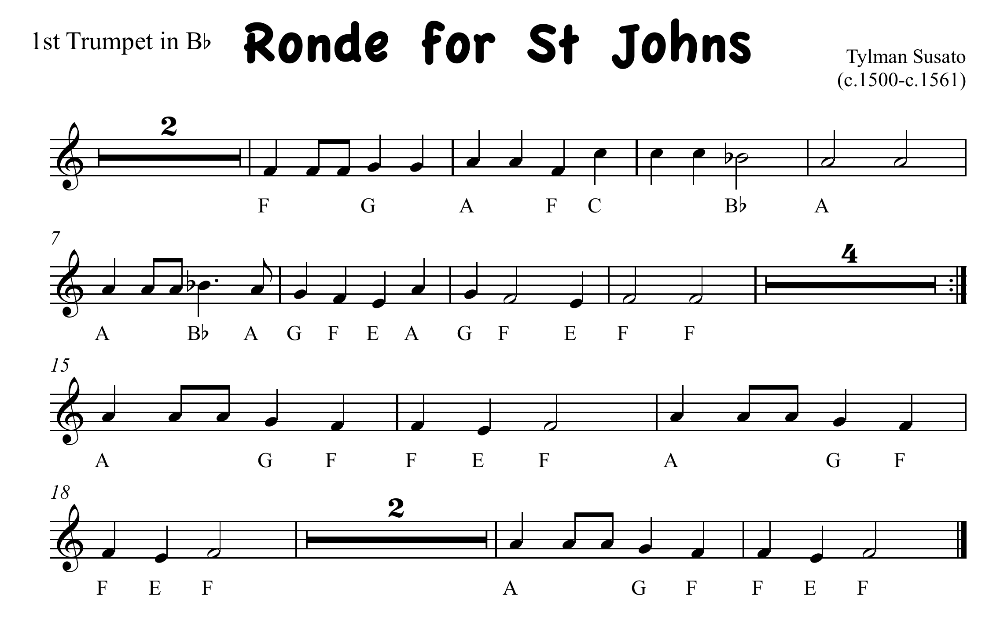 1st Trumpet in B♭
Ronde for St Johns
Tylman Susato
(c.1500-c.1561)
2
F G A F C B♭ A
7
4
A B♭ A G F E A G F E F F
15
A G F F E F A G F
18
2
F E F A G F F E F